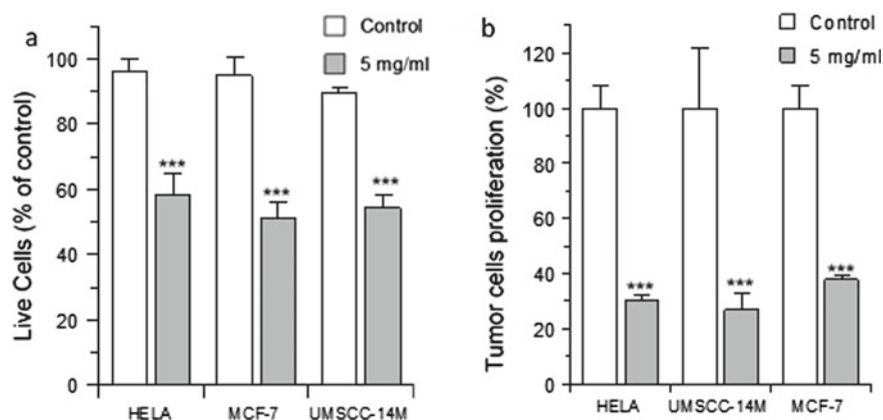 a
Control
5 mg/ml
Live Cells (% of control)
100
80
60
40
20
0
***
***
***
HELA MCF-7 UMSCC-14M
b
Control
5 mg/ml
Tumor cells proliferation (%)
120
100
80
60
40
20
0
***
***
***
HELA UMSCC-14M MCF-7